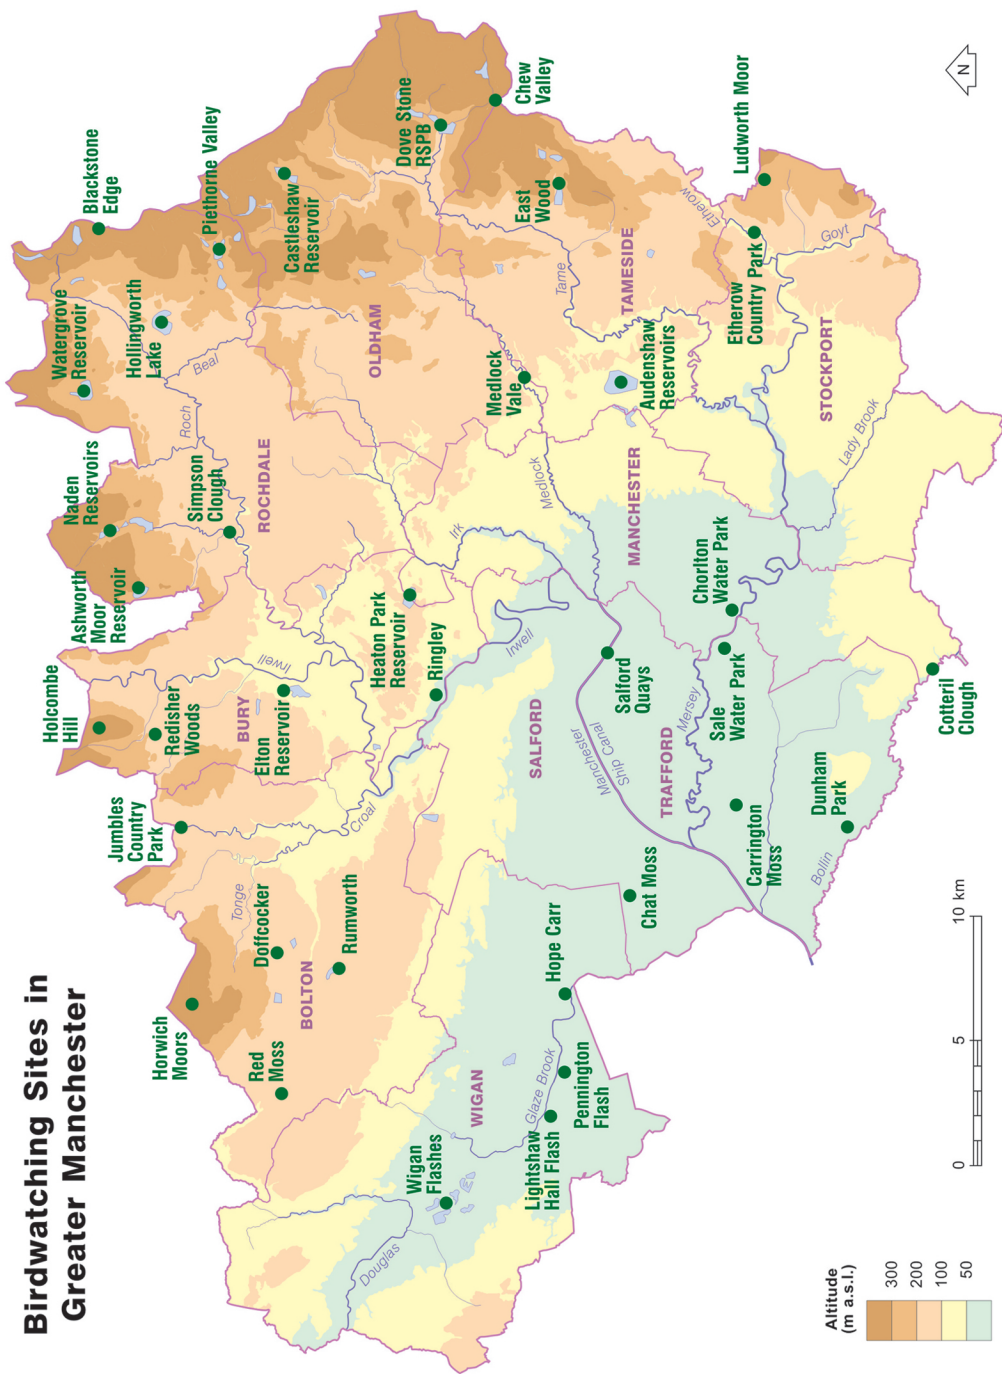 Birdwatching Sites in
Greater Manchester
Horwich
Moors
Jumbles
Country
Park
Holcombe
Hill
Redisher
Woods
Ashworth
Moor
Reservoir
Naden
Reservoirs
Watergrove
Reservoir
Hollingworth
Lake
Blackstone
Edge
Piethorne Valley
Castleshaw
Reservoir
Simpson
Clough
Roch
Beal
ROCHDALE
BURY
Irwell
Elton
Reservoir
Tonge
Doffcocker
Rumworth
BOLTON
Red
Moss
Croal
Heaton Park
Reservoir
Ringley
OLDHAM
Dove Stone
RSPB
Chew
Valley
Douglas
Wigan
Flashes
WIGAN
Irk
Irwell
Medlock
Vale
Medlock
East
Wood
Tame
TAMESIDE
Lightshaw
Hall Flash
Glaze Brook
Pennington
Flash
Hope Carr
SALFORD
Manchester
Ship Canal
Salford
Quays
MANCHESTER
Audenshaw
Reservoirs
Chat Moss
TRAFFORD
Mersey
Sale
Water Park
Chorlton
Water Park
Etherow
Etherow
Country Park
Ludworth Moor
Goyt
STOCKPORT
Lady Brook
Carrington
Moss
Dunham
Park
Bollin
Cotteril
Clough
N
Altitude
(m a.s.l.)
300
200
100
50
0
5
10 km